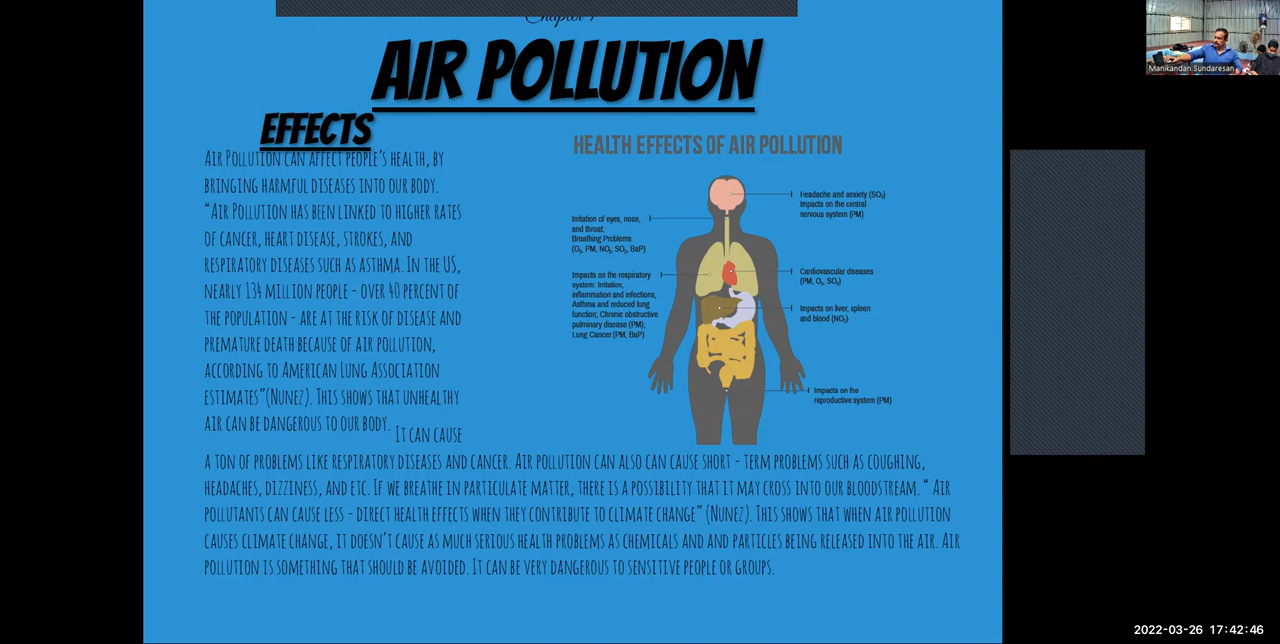 Chapter
AIR POLLUTION
EFFECTS
AIR POLLUTION CAN AFFECT PEOPLE'S HEALTH, BY
BRINGING HARMFUL DISEASES INTO OUR BODY.
“AIR POLLUTION HAS BEEN LINKED TO HIGHER RATES
OF CANCER, HEART DISEASE, STROKES, AND
RESPIRATORY DISEASES SUCH AS ASTHMA. IN THE US,
NEARLY 134 MILLION PEOPLE - OVER 40 PERCENT OF
THE POPULATION - ARE AT THE RISK OF DISEASE AND
PREMATURE DEATH BECAUSE OF AIR POLLUTION,
ACCORDING TO AMERICAN LUNG ASSOCIATION
ESTIMATES”(NUNEZ). THIS SHOWS THAT UNHEALTHY
AIR CAN BE DANGEROUS TO OUR BODY.
IT CAN CAUSE
A TON OF PROBLEMS LIKE RESPIRATORY DISEASES AND CANCER. AIR POLLUTION CAN ALSO CAN CAUSE SHORT - TERM PROBLEMS SUCH AS COUGHING,
HEADACHES, DIZZINESS, AND ETC. IF WE BREATHE IN PARTICULATE MATTER, THERE IS A POSSIBILITY THAT IT MAY CROSS INTO OUR BLOODSTREAM. “ AIR
POLLUTANTS CAN CAUSE LESS - DIRECT HEALTH EFFECTS WHEN THEY CONTRIBUTE TO CLIMATE CHANGE” (NUNEZ). THIS SHOWS THAT WHEN AIR POLLUTION
CAUSES CLIMATE CHANGE, IT DOESN'T CAUSE AS MUCH SERIOUS HEALTH PROBLEMS AS CHEMICALS AND AND PARTICLES BEING RELEASED INTO THE AIR. AIR
POLLUTION IS SOMETHING THAT SHOULD BE AVOIDED. IT CAN BE VERY DANGEROUS TO SENSITIVE PEOPLE OR GROUPS.
HEALTH EFFECTS OF AIR POLLUTION
Irritation of eyes, nose,
and throat;
Breathing Problems
(O₃, PM, NO₂, SO₂, BaP)
Impacts on the respiratory
system: Irritation,
inflammation and infections,
Asthma and reduced lung
function; Chronic obstructive
pulminary disease (PM);
Lung Cancer (PM, BaP)
Headache and anxiety (SO₂)
Impacts on the central
nervous system (PM)
Cardiovascular diseases
(PM, O₃, SO₂)
Impacts on liver, spleen
and blood (NO₂)
Impacts on the
reproductive system (PM)
Manikandan Sundaresan
2022-03-26 17:42:46